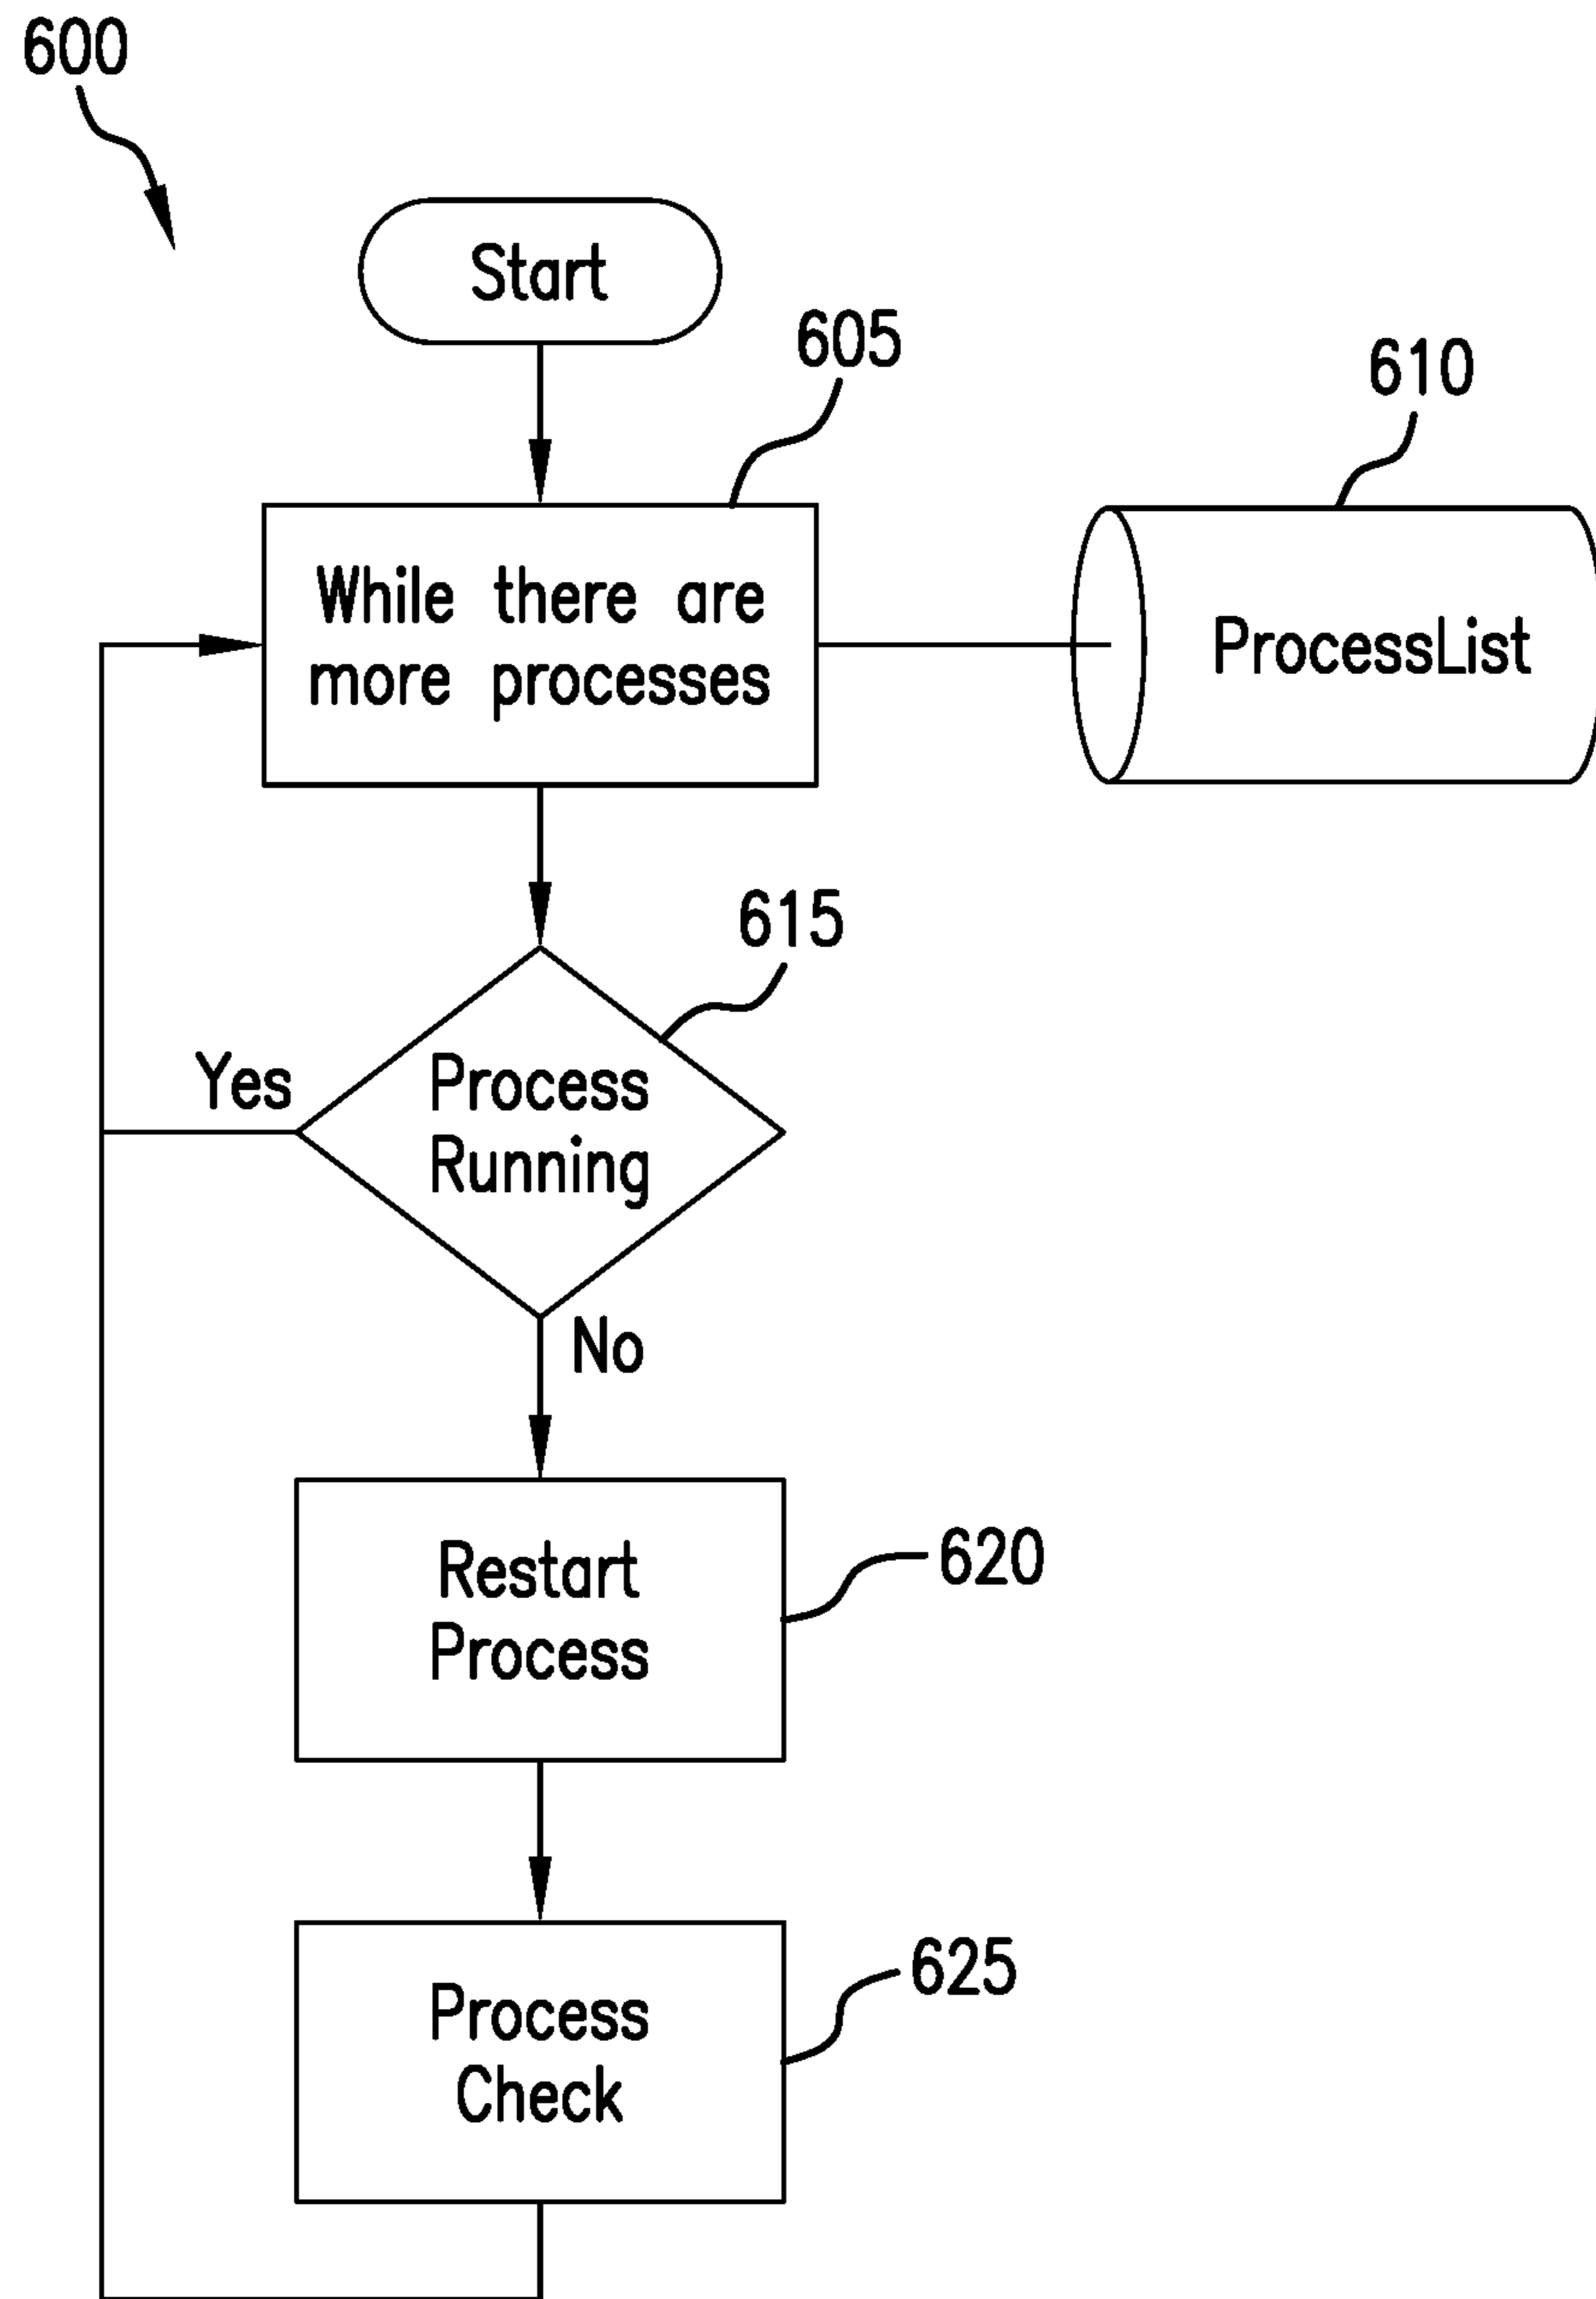 600
Start
605
610
While there are
more processes
ProcessList
615
Yes
Process
Running
No
Restart
Process
620
Process
Check
625